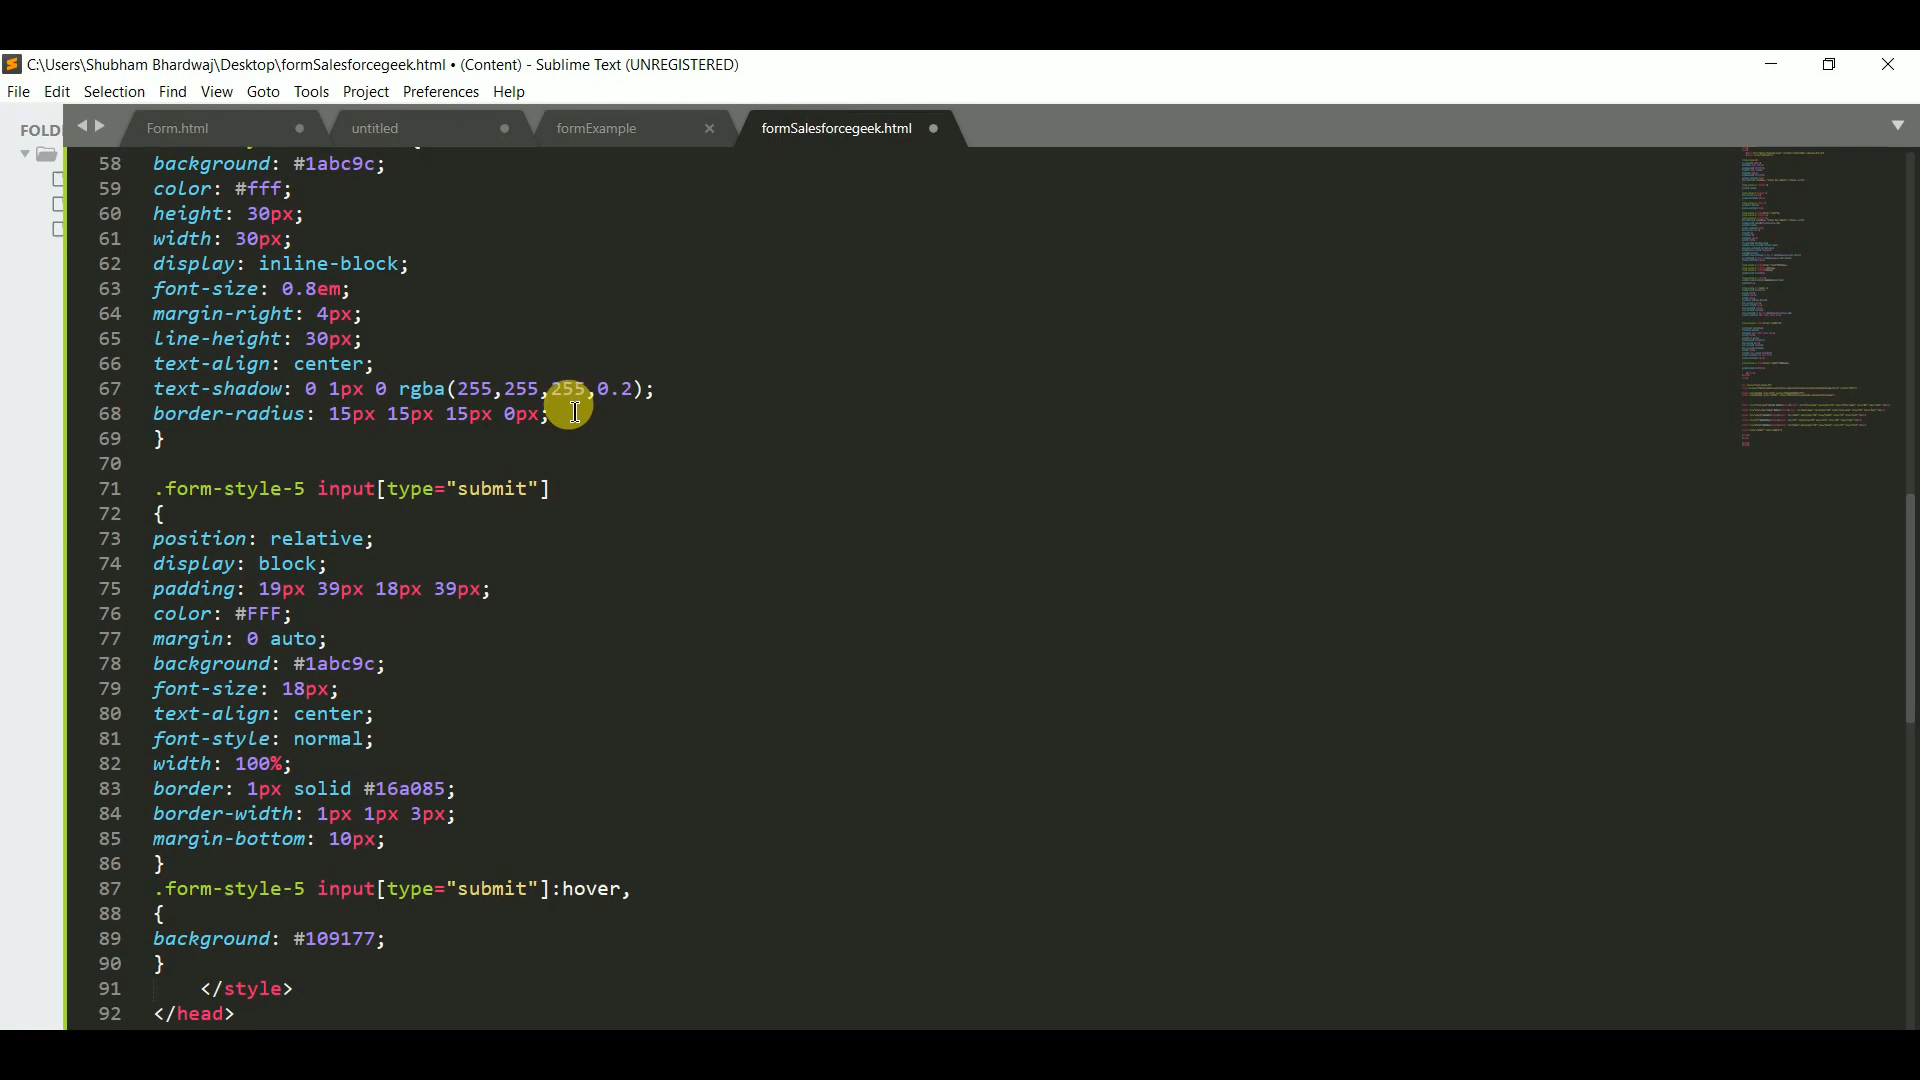 C:\Users\Shubham Bhardwaj\Desktop\formSalesforcegeek.html • (Content) - Sublime Text (UNREGISTERED)
File Edit Selection Find View Goto Tools Project Preferences Help
FOLD
Form.html untitled formExample formSalesforcegeek.html
58 background: #1abc9c;
59 color: #fff;
60 height: 30px;
61 width: 30px;
62 display: inline-block;
63 font-size: 0.8em;
64 margin-right: 4px;
65 line-height: 30px;
66 text-align: center;
67 text-shadow: 0 1px 0 rgba(255,255,255,0.2);
68 border-radius: 15px 15px 15px 0px;
69 }
70
71 .form-style-5 input[type="submit"]
72 {
73 position: relative;
74 display: block;
75 padding: 19px 39px 18px 39px;
76 color: #FFF;
77 margin: 0 auto;
78 background: #1abc9c;
79 font-size: 18px;
80 text-align: center;
81 font-style: normal;
82 width: 100%;
83 border: 1px solid #16a085;
84 border-width: 1px 1px 3px;
85 margin-bottom: 10px;
86 }
87 .form-style-5 input[type="submit"]:hover,
88 {
89 background: #109177;
90 }
91 </style>
92 </head>